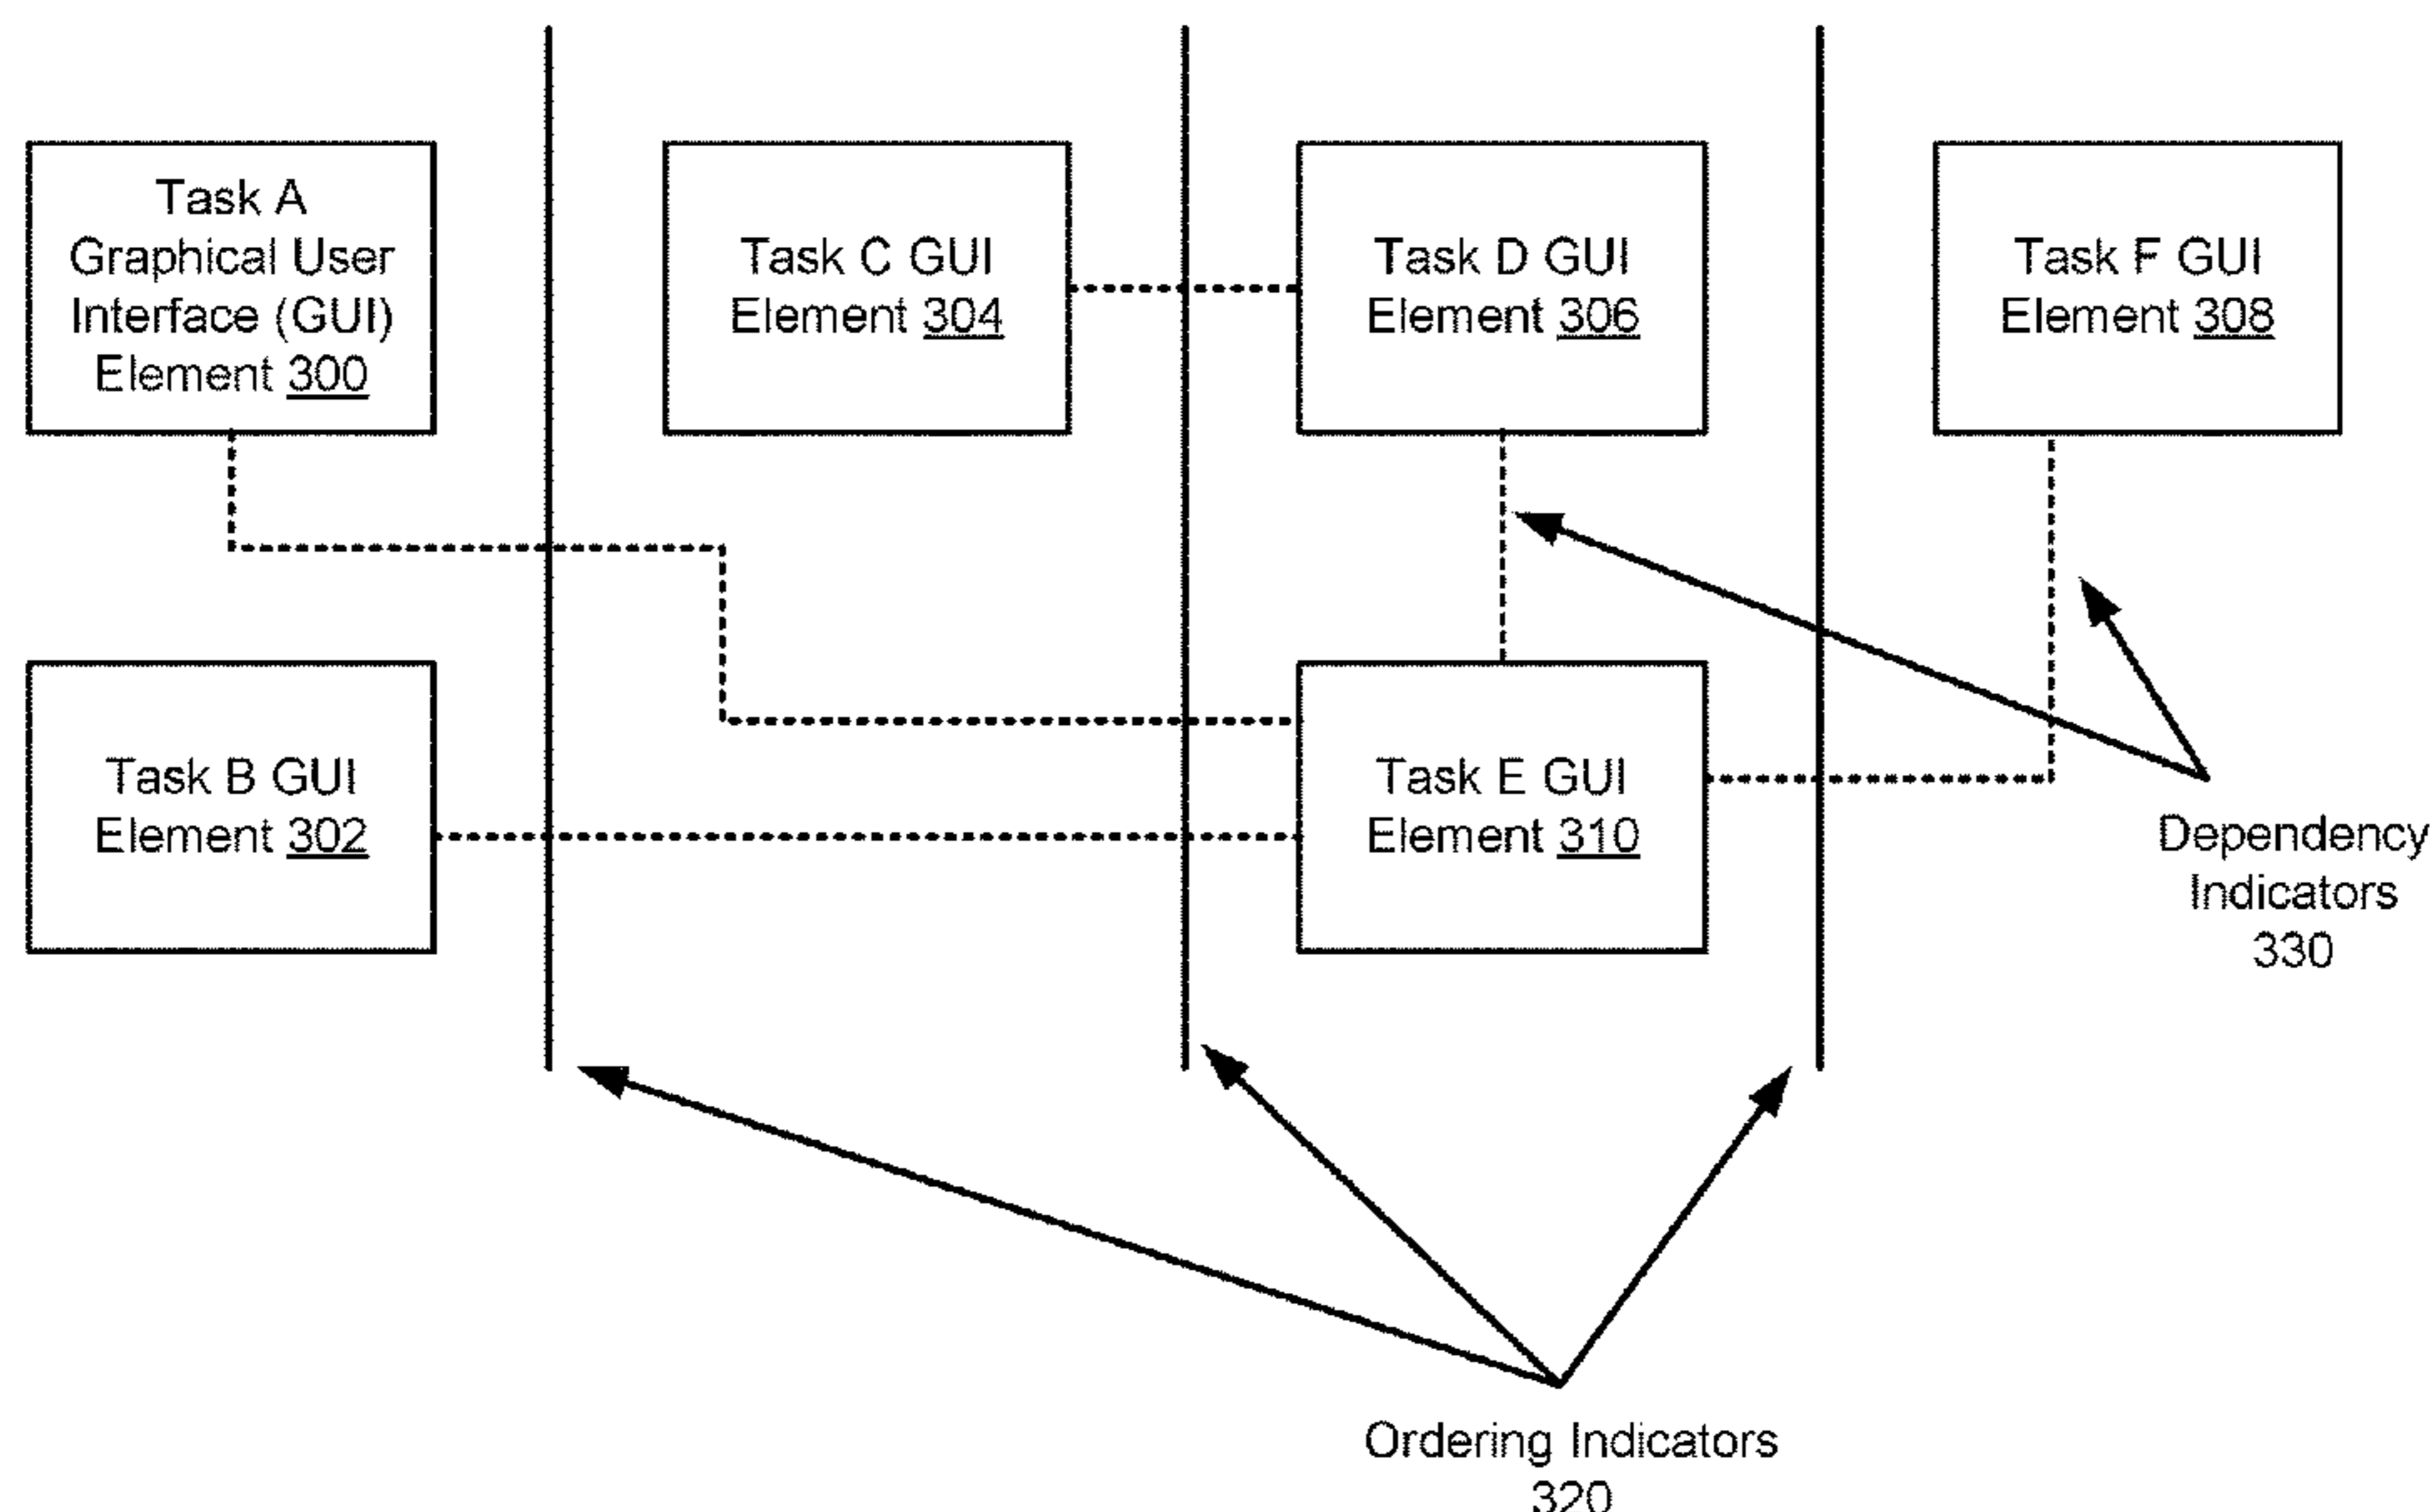 Task A
Graphical User
Interface (GUI)
Element 300
Task C GUI
Element 304
Task D GUI
Element 306
Task F GUI
Element 308
Task B GUI
Element 302
Task E GUI
Element 310
Dependency
Indicators
330
Ordering Indicators
320